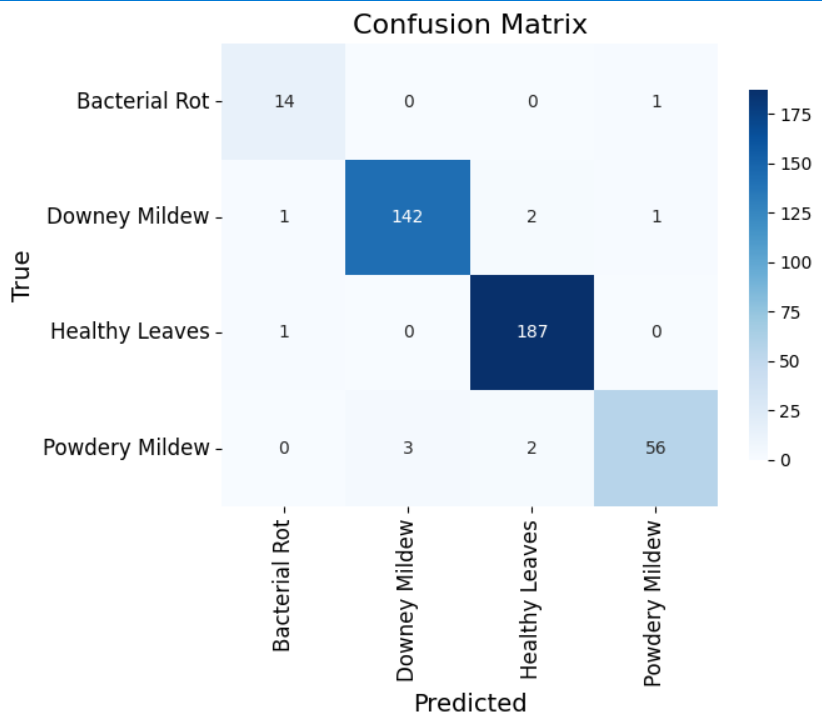 Confusion Matrix
Bacterial Rot 14 0 0 1
Downey Mildew 1 142 2 1
Healthy Leaves 1 0 187 0
Powdery Mildew 0 3 2 56
True
Bacterial Rot Downey Mildew Healthy Leaves Powdery Mildew
Predicted
175
150
125
100
75
50
25
0